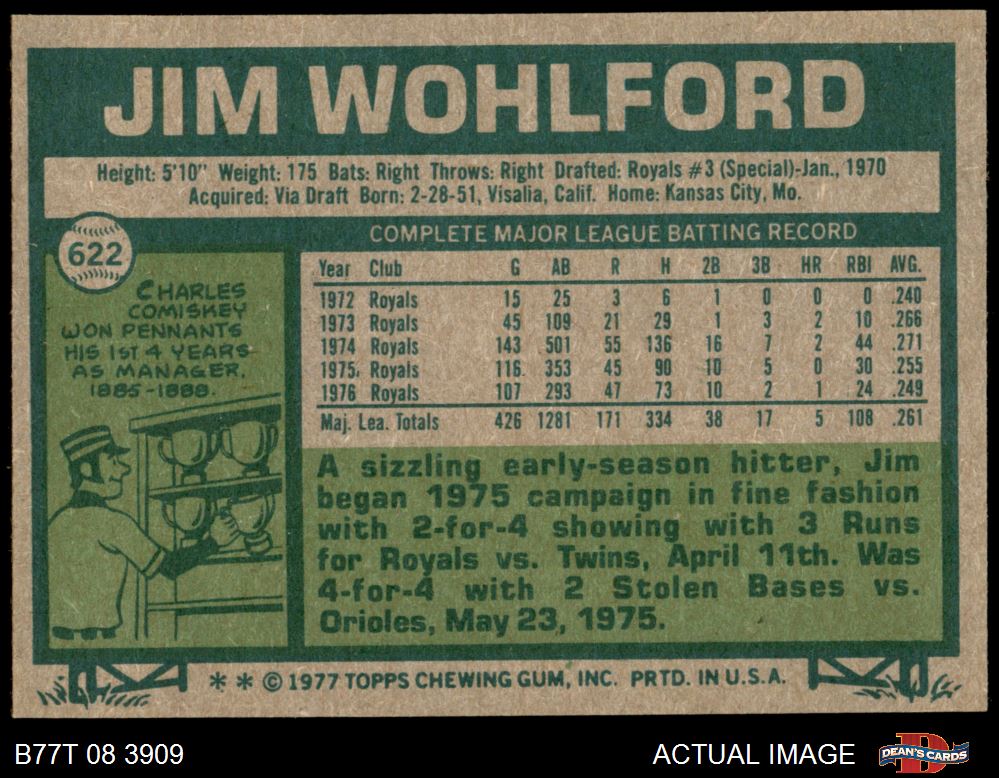 JIM WOHLFORD
Height: 5'10" Weight: 175 Bats: Right Throws: Right Drafted: Royals #3 (Special)-Jan., 1970
Acquired: Via Draft Born: 2-28-51, Visalia, Calif. Home: Kansas City, Mo.
622
CHARLES
COMISKEY
WON PENNANTS
HIS 1ST 4 YEARS
AS MANAGER.
1885-1888.
COMPLETE MAJOR LEAGUE BATTING RECORD
Year Club G AB R H 2B 3B HR RBI AVG.
1972 Royals 15 25 3 6 1 0 0 0 .240
1973 Royals 45 109 21 29 1 3 2 10 .266
1974 Royals 143 501 55 136 16 7 2 44 .271
1975 Royals 116 353 45 90 10 5 0 30 .255
1976 Royals 107 293 47 73 10 2 1 24 .249
Maj. Lea. Totals 426 1281 171 334 38 17 5 108 .261
A sizzling early-season hitter, Jim
began 1975 campaign in fine fashion
with 2-for-4 showing with 3 Runs
for Royals vs. Twins, April 11th. Was
4-for-4 with 2 Stolen Bases vs.
Orioles, May 23, 1975.
* * © 1977 TOPPS CHEWING GUM, INC. PRTD. IN U.S.A.
B77T 08 3909
ACTUAL IMAGE
D
DEAN'S CARDS